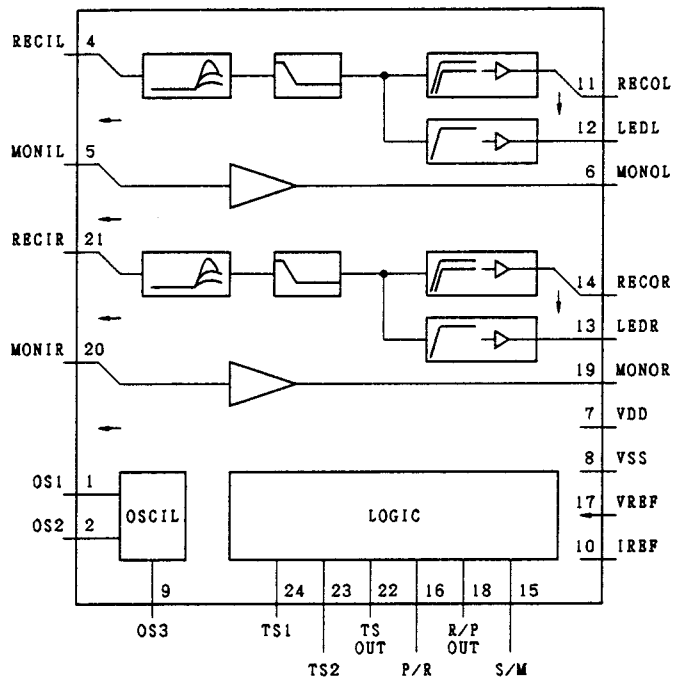 RECIL 4
11 RECOL
12 LEDL
MONIL 5
6 MONOL
RECIR 21
14 RECOR
13 LEDR
MONIR 20
19 MONOR
7 VDD
8 VSS
OS1 1
17 VREF
OSCIL
LOGIC
OS2 2
10 IREF
9 24 23 22 16 18 15
OS3 TS1 TS R/P
OUT OUT
TS2 P/R S/M